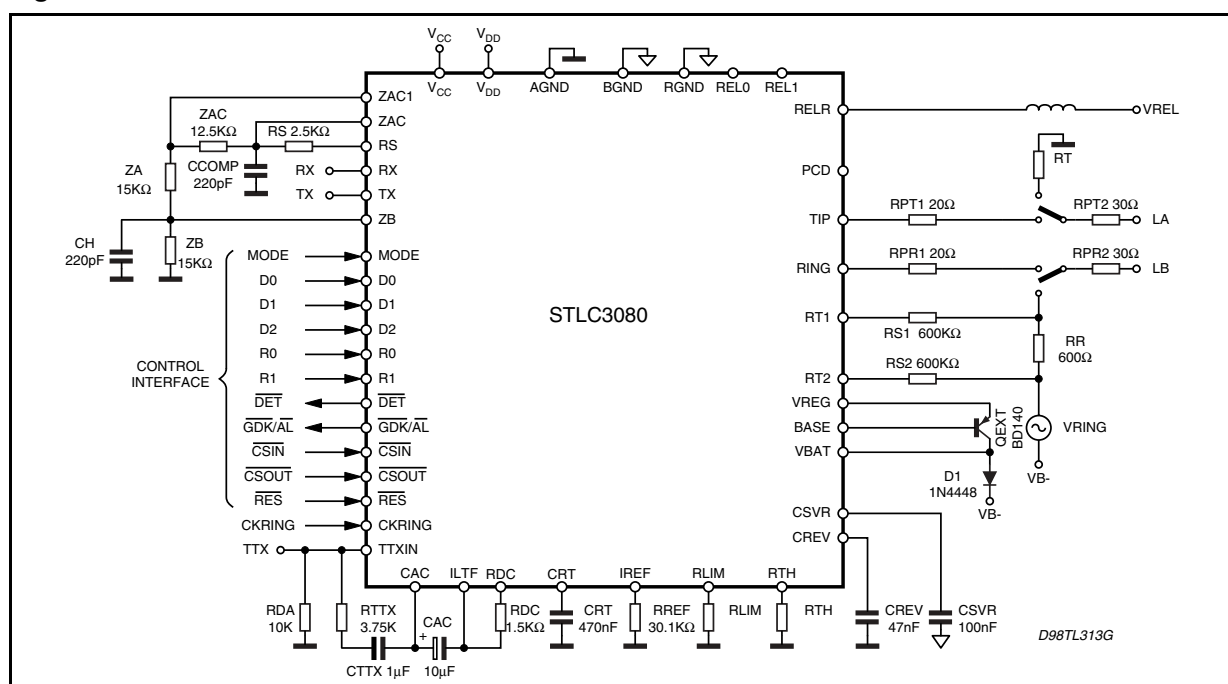 VCC VDD
VCC VDD AGND BGND RGND REL0 REL1
ZAC1
ZAC
RS
RX
TX
ZB
MODE
D0
D1
D2
R0
R1
DET
GDK/AL
CSIN
CSOUT
RES
CKRING
TTXIN
ZAC
12.5KΩ
RS 2.5KΩ
ZA
15KΩ
CCOMP
220pF
RX
TX
CH
220pF
ZB
15KΩ
CONTROL
INTERFACE
MODE
D0
D1
D2
R0
R1
DET
GDK/AL
CSIN
CSOUT
RES
CKRING
TTX
STLC3080
RELR
PCD
TIP
RING
RT1
RT2
VREG
BASE
VBAT
CSVR
CREV
VREL
RT
RPT1 20Ω
RPT2 30Ω
LA
RPR1 20Ω
RPR2 30Ω
LB
RS1 600KΩ
RR
600Ω
RS2 600KΩ
QEXT
BD140
VRING
VB-
D1
1N4448
VB-
CAC ILTF RDC CRT IREF RLIM RTH
RDA
10K
RTTX
3.75K
CTTX 1µF
CAC
+
10µF
RDC
1.5KΩ
CRT
470nF
RREF
30.1KΩ
RLIM
RTH
CREV
47nF
CSVR
100nF
D98TL313G